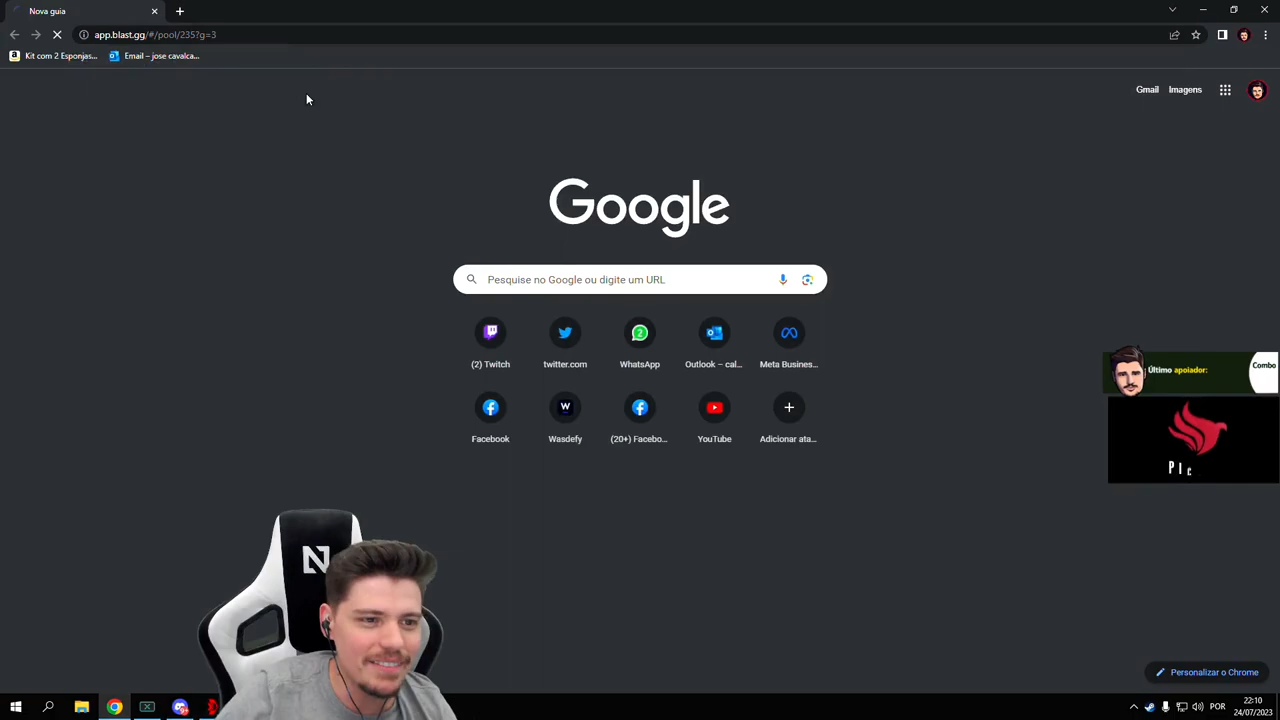 Nova guia
app.blast.gg/#/pool/235?g=3
Kit com 2 Esponjas...
Email – jose cavalca...
Gmail Imagens
Google
Pesquise no Google ou digite um URL
(2) Twitch
twitter.com
WhatsApp
Outlook – cal...
Meta Busines...
Facebook
Wasdefy
(20+) Facebo...
YouTube
Adicionar ata...
Último apoiador:
Combo
PIC
N
Personalizar o Chrome
POR
22:10
24/07/2023